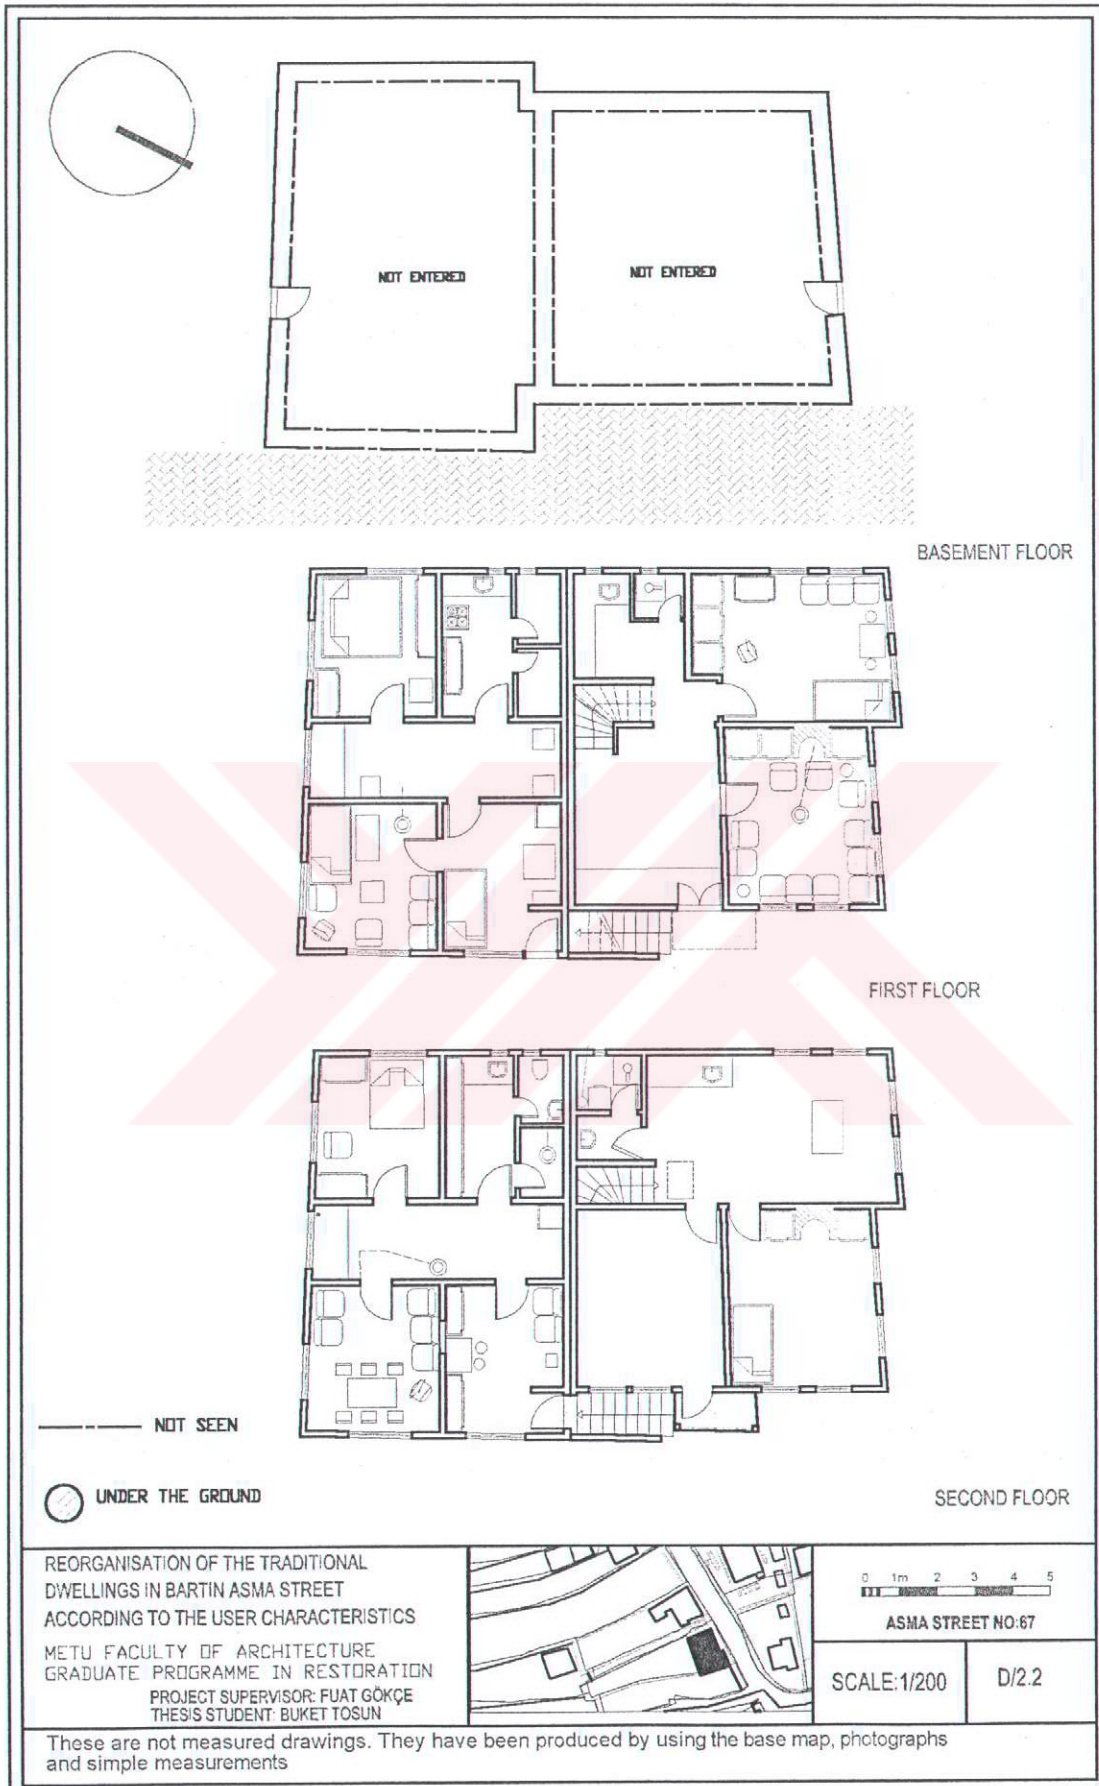 NOT ENTERED
NOT ENTERED
BASEMENT FLOOR
FIRST FLOOR
NOT SEEN
UNDER THE GROUND
SECOND FLOOR
REORGANISATION OF THE TRADITIONAL
DWELLINGS IN BARTIN ASMA STREET
ACCORDING TO THE USER CHARACTERISTICS
METU FACULTY OF ARCHITECTURE
GRADUATE PROGRAMME IN RESTORATION
PROJECT SUPERVISOR: FUAT GÖKÇE
THESIS STUDENT: BUKET TOSUN
0 1m 2 3 4 5
ASMA STREET NO:67
SCALE:1/200
D/2.2
These are not measured drawings. They have been produced by using the base map, photographs
and simple measurements